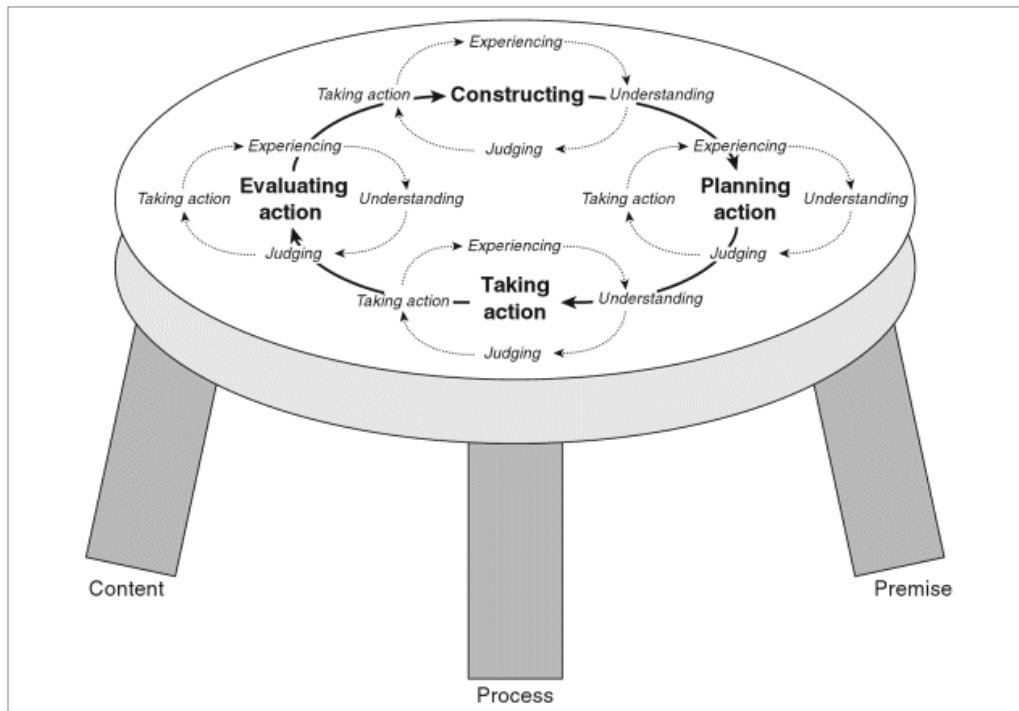 Experiencing
Taking action
Constructing
Understanding
Judging
Experiencing
Taking action
Evaluating
action
Understanding
Judging
Experiencing
Taking action
Planning
action
Understanding
Judging
Experiencing
Taking action
Taking
action
Understanding
Judging
Content
Process
Premise